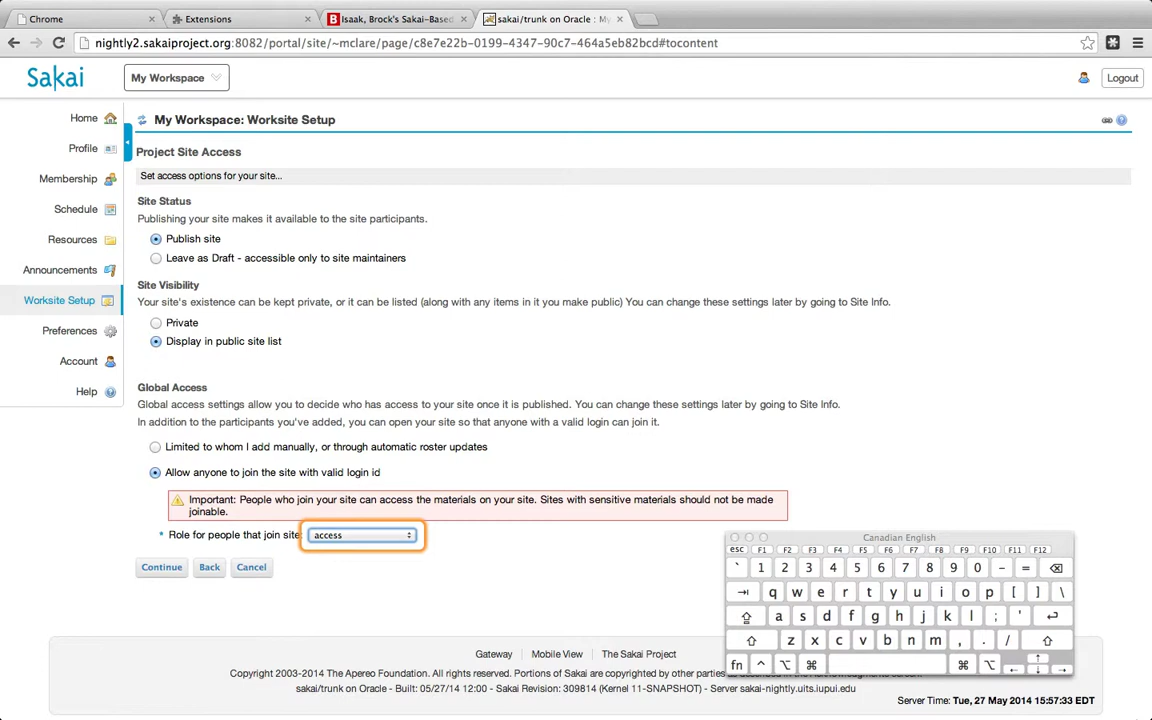 Chrome
Extensions
Isaak, Brock's Sakai-Based
sakai/trunk on Oracle : My
nightly2.sakaiproject.org:8082/portal/site/~mclare/page/c8e7e22b-0199-4347-90c7-464a5eb82bcd#tocontent
Sakai
My Workspace
Logout
Home
Profile
Membership
Schedule
Resources
Announcements
Worksite Setup
Preferences
Account
Help
My Workspace: Worksite Setup
Project Site Access
Set access options for your site...
Site Status
Publishing your site makes it available to the site participants.
Publish site
Leave as Draft - accessible only to site maintainers
Site Visibility
Your site's existence can be kept private, or it can be listed (along with any items in it you make public) You can change these settings later by going to Site Info.
Private
Display in public site list
Global Access
Global access settings allow you to decide who has access to your site once it is published. You can change these settings later by going to Site Info.
In addition to the participants you've added, you can open your site so that anyone with a valid login can join it.
Limited to whom I add manually, or through automatic roster updates
Allow anyone to join the site with valid login id
Important: People who join your site can access the materials on your site. Sites with sensitive materials should not be made
joinable.
* Role for people that join site: access
Continue Back Cancel
Canadian English
esc F1 F2 F3 F4 F5 F6 F7 F8 F9 F10 F11 F12
` 1 2 3 4 5 6 7 8 9 0 - =
q w e r t y u i o p [ ] \
a s d f g h j k l ; '
z x c v b n m , . /
fn ^ ⌥ ⌘ ⌘ ⌥
Gateway Mobile View The Sakai Project
Copyright 2003-2014 The Apereo Foundation. All rights reserved. Portions of Sakai are copyrighted by other parties
sakai/trunk on Oracle - Built: 05/27/14 12:00 - Sakai Revision: 309814 (Kernel 11-SNAPSHOT) - Server sakai-nightly.uits.iupui.edu
Server Time: Tue, 27 May 2014 15:57:33 EDT